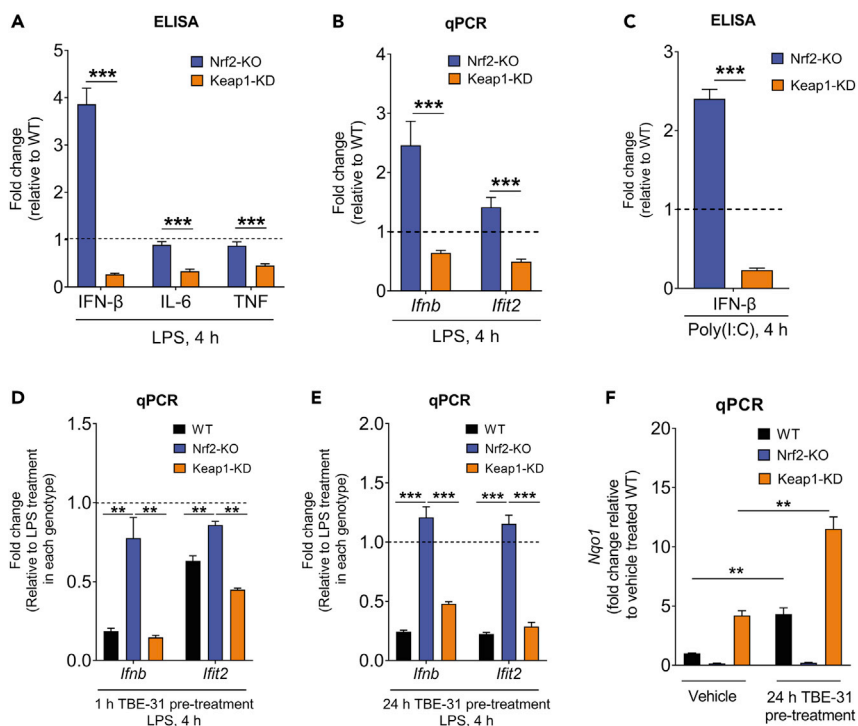 A
ELISA
Nrf2-KO
Keap1-KD
Fold change
(relative to WT)
5
4
3
2
1
0
***
***
***
IFN-β IL-6 TNF
LPS, 4 h
B
qPCR
Nrf2-KO
Keap1-KD
Fold change
(relative to WT)
4
3
2
1
0
***
***
Ifnb Ifit2
LPS, 4 h
C
ELISA
Nrf2-KO
Keap1-KD
Fold change
(relative to WT)
3
2
1
0
***
IFN-β
Poly(I:C), 4 h
D
qPCR
WT
Nrf2-KO
Keap1-KD
Fold change
(Relative to LPS treatment
in each genotype)
1.5
1.0
0.5
0.0
** ** ** **
Ifnb Ifit2
1 h TBE-31 pre-treatment
LPS, 4 h
E
qPCR
WT
Nrf2-KO
Keap1-KD
Fold change
(Relative to LPS treatment
in each genotype)
2.0
1.5
1.0
0.5
0.0
*** *** *** ***
Ifnb Ifit2
24 h TBE-31 pre-treatment
LPS, 4 h
F
qPCR
WT
Nrf2-KO
Keap1-KD
Nqo1
(fold change relative
to vehicle treated WT)
20
15
10
5
0
**
**
Vehicle 24 h TBE-31
pre-treatment